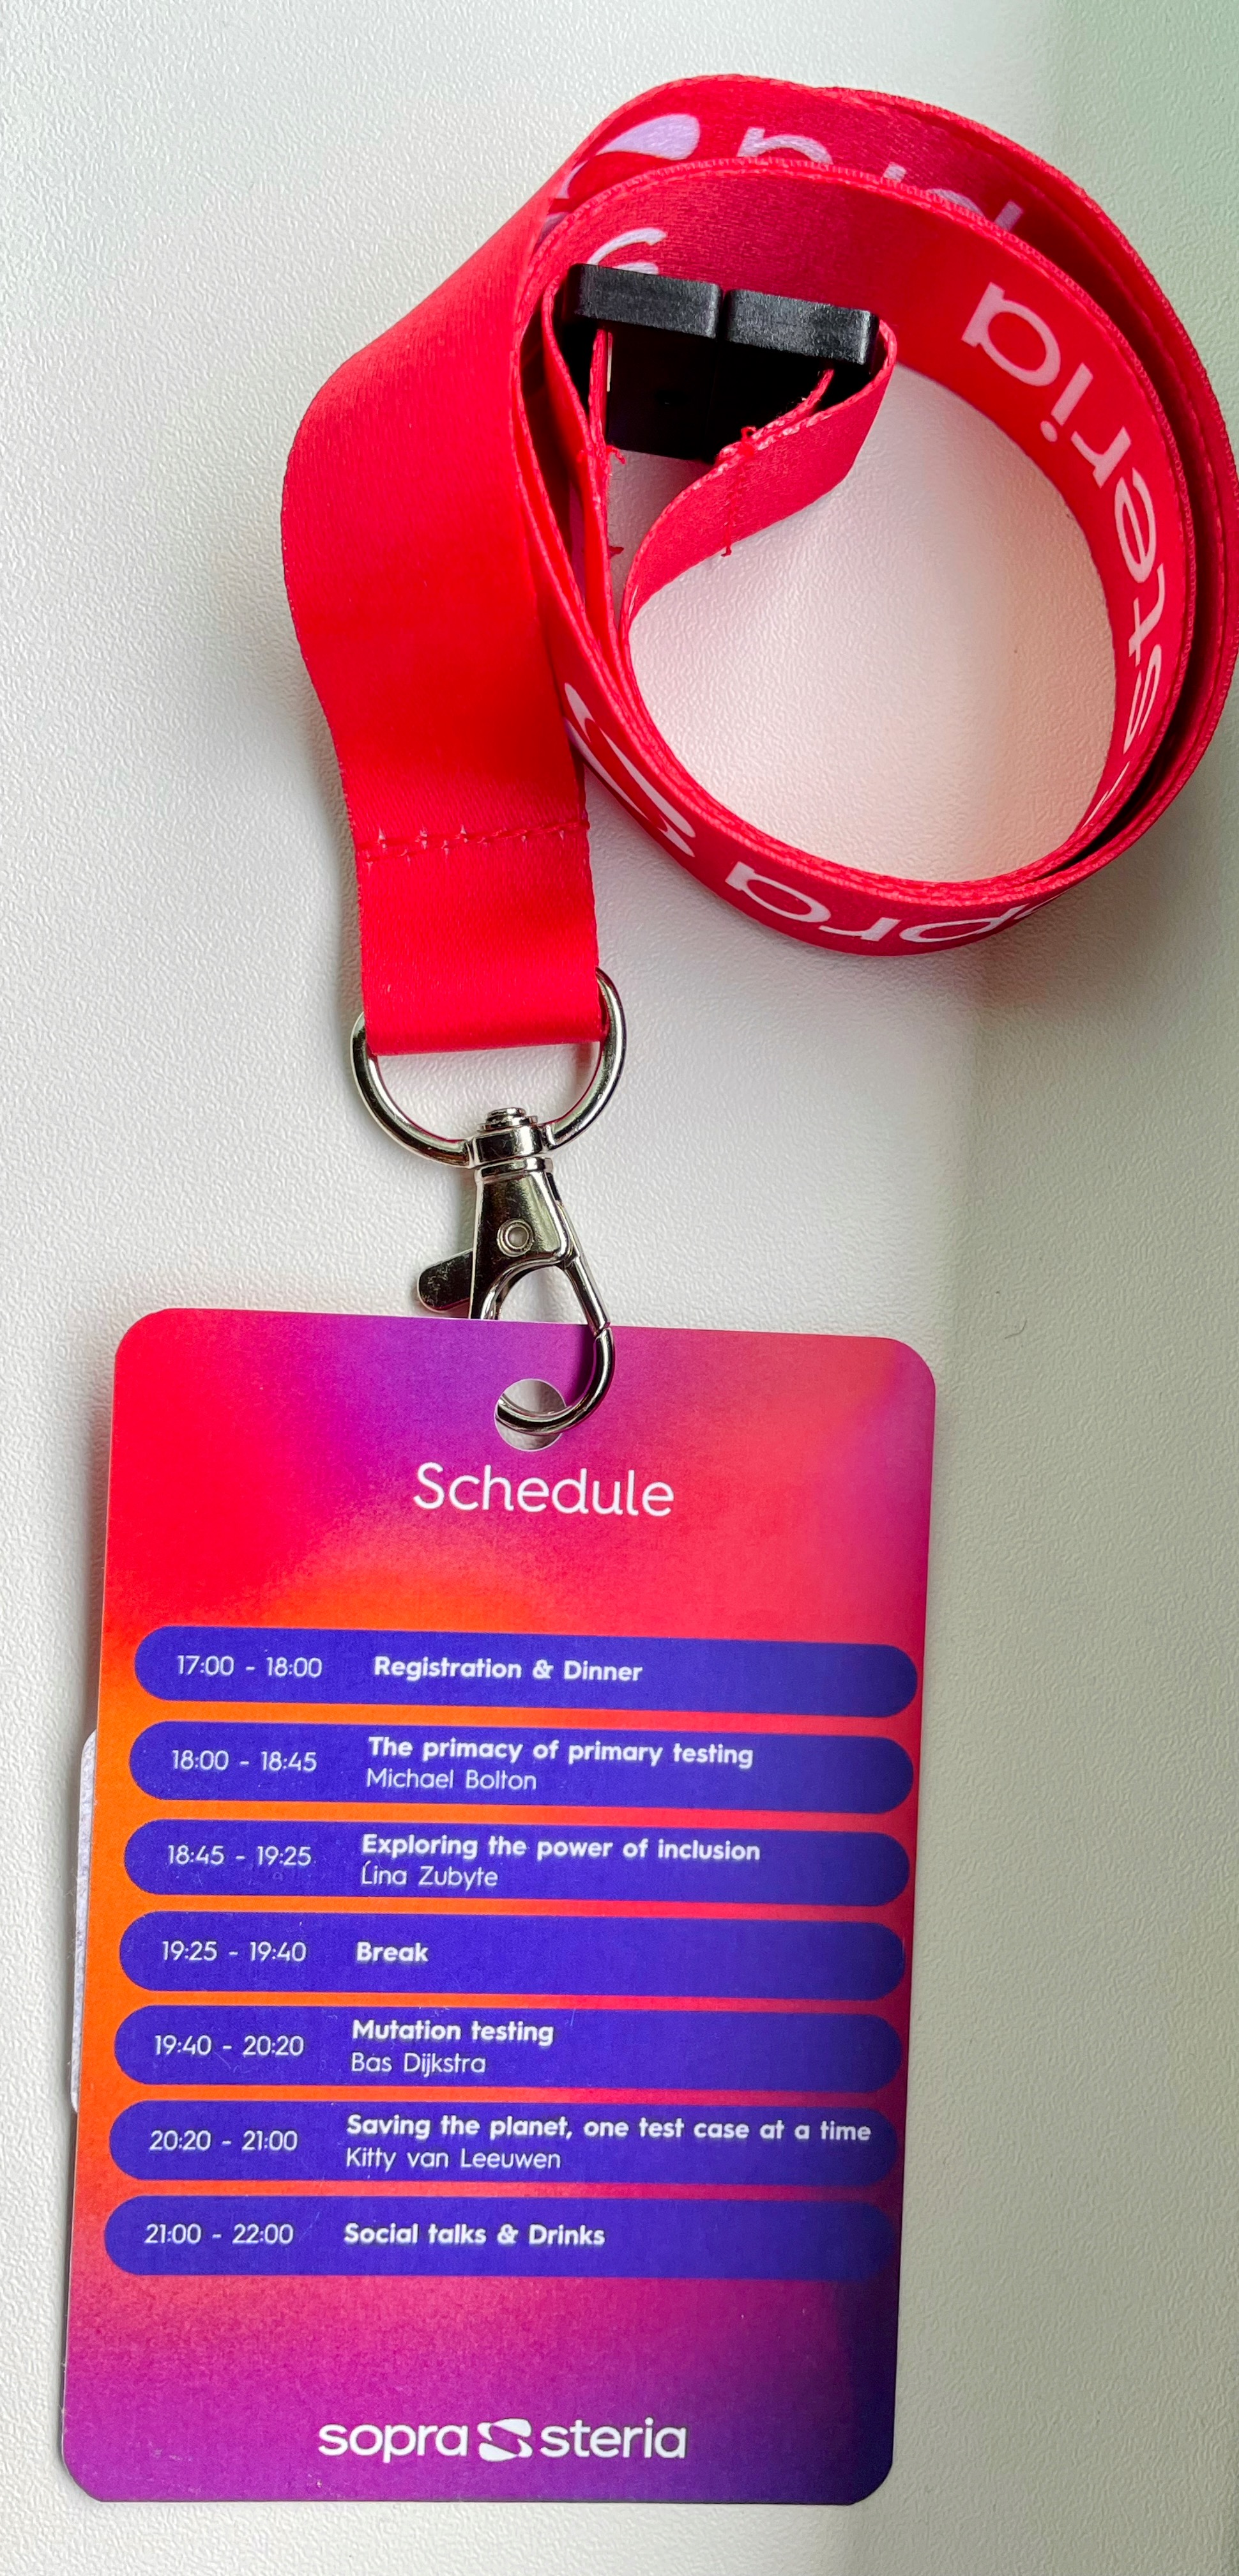 sopra
steria
sopra
Schedule
17:00 - 18:00 Registration & Dinner
18:00 - 18:45 The primacy of primary testing
Michael Bolton
18:45 - 19:25 Exploring the power of inclusion
Lina Zubyte
19:25 - 19:40 Break
19:40 - 20:20 Mutation testing
Bas Dijkstra
20:20 - 21:00 Saving the planet, one test case at a time
Kitty van Leeuwen
21:00 - 22:00 Social talks & Drinks
sopra steria